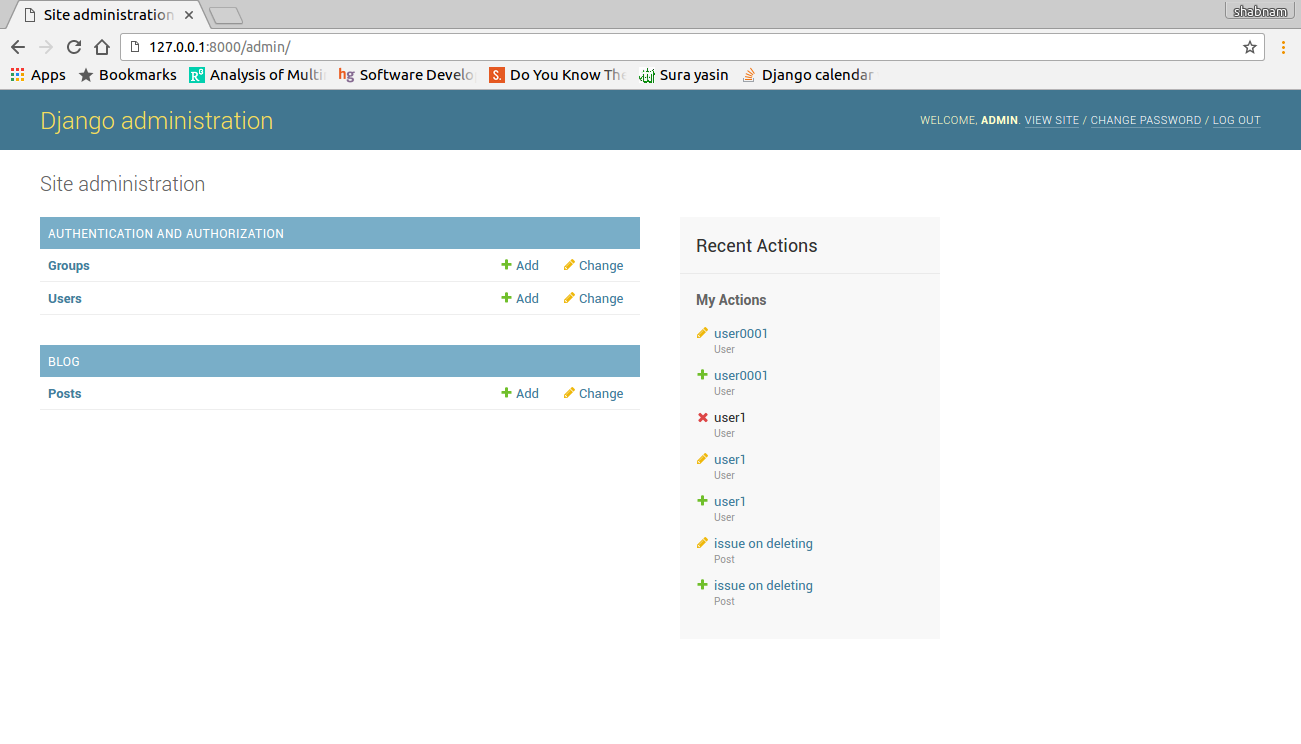 Site administration
shabnam
127.0.0.1:8000/admin/
Apps Bookmarks Analysis of Multi hg Software Develo S. Do You Know The Sura yasin Django calendar
Django administration
WELCOME, ADMIN. VIEW SITE / CHANGE PASSWORD / LOG OUT
Site administration
AUTHENTICATION AND AUTHORIZATION
Groups Add Change
Users Add Change
BLOG
Posts Add Change
Recent Actions
My Actions
user0001
User
user0001
User
user1
User
user1
User
user1
User
issue on deleting
Post
issue on deleting
Post